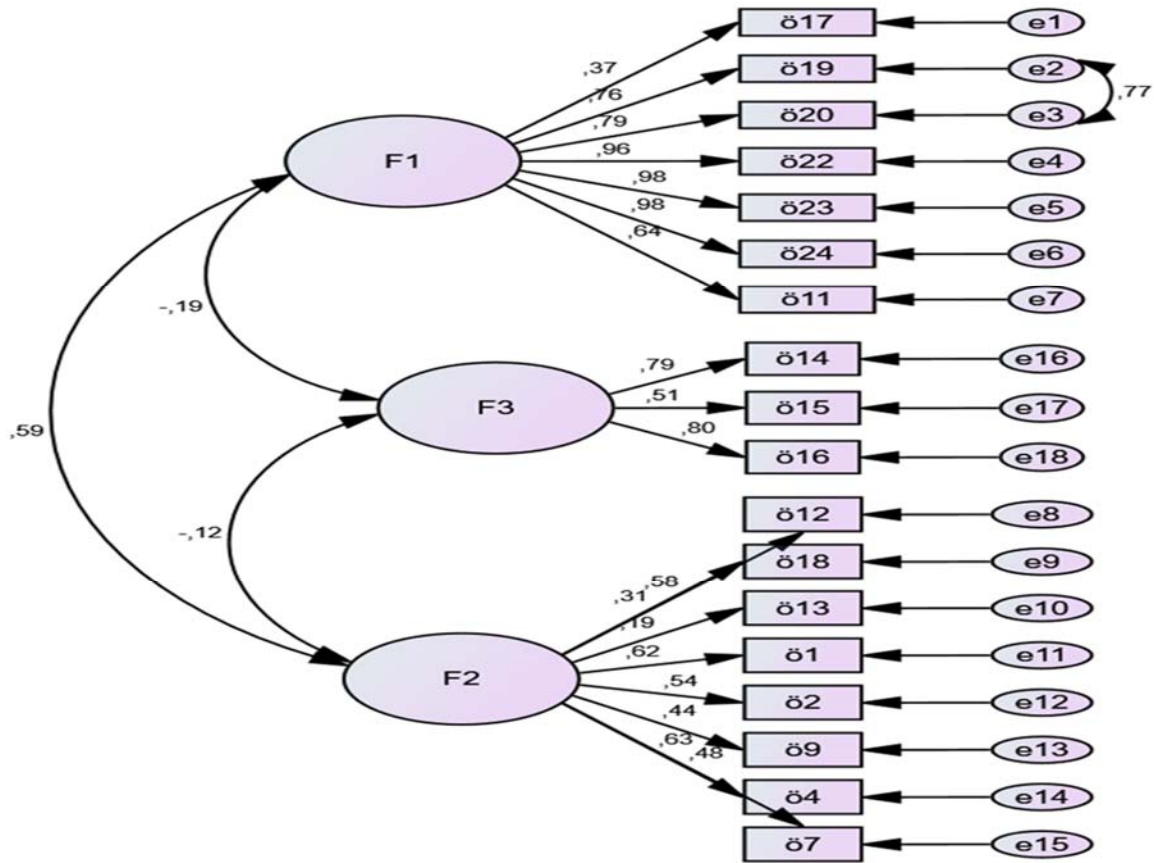 ö17 e1
,37
ö19 e2
,76
,77
,79
ö20 e3
F1
,96
ö22 e4
,98
ö23 e5
,98
ö24 e6
,64
ö11 e7
-,19
,79
ö14 e16
F3
,51
ö15 e17
,59
,80
ö16 e18
ö12 e8
-,12
ö18 e9
,31 ,58
,19
ö13 e10
,62
ö1 e11
F2
,54
ö2 e12
,44
ö9 e13
,63 ,48
ö4 e14
ö7 e15